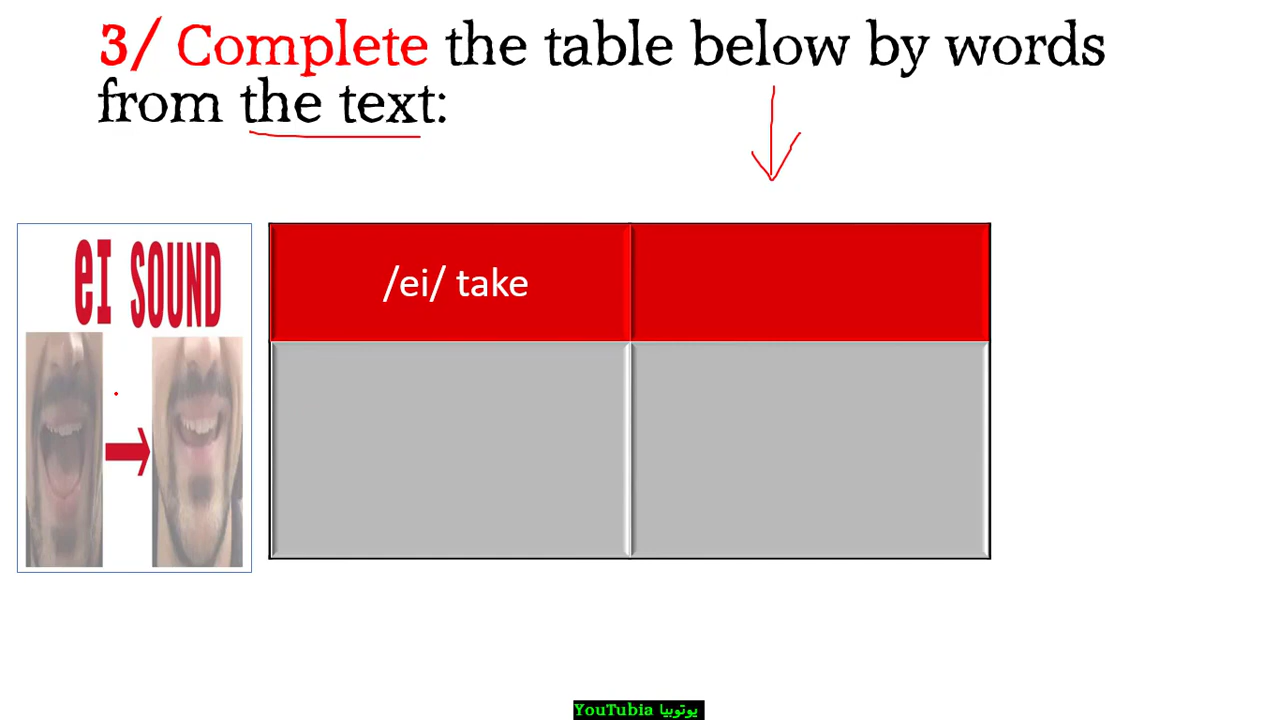 3/ Complete the table below by words
from the text:
eI SOUND
/ei/ take
YouTubia يوتوبيا